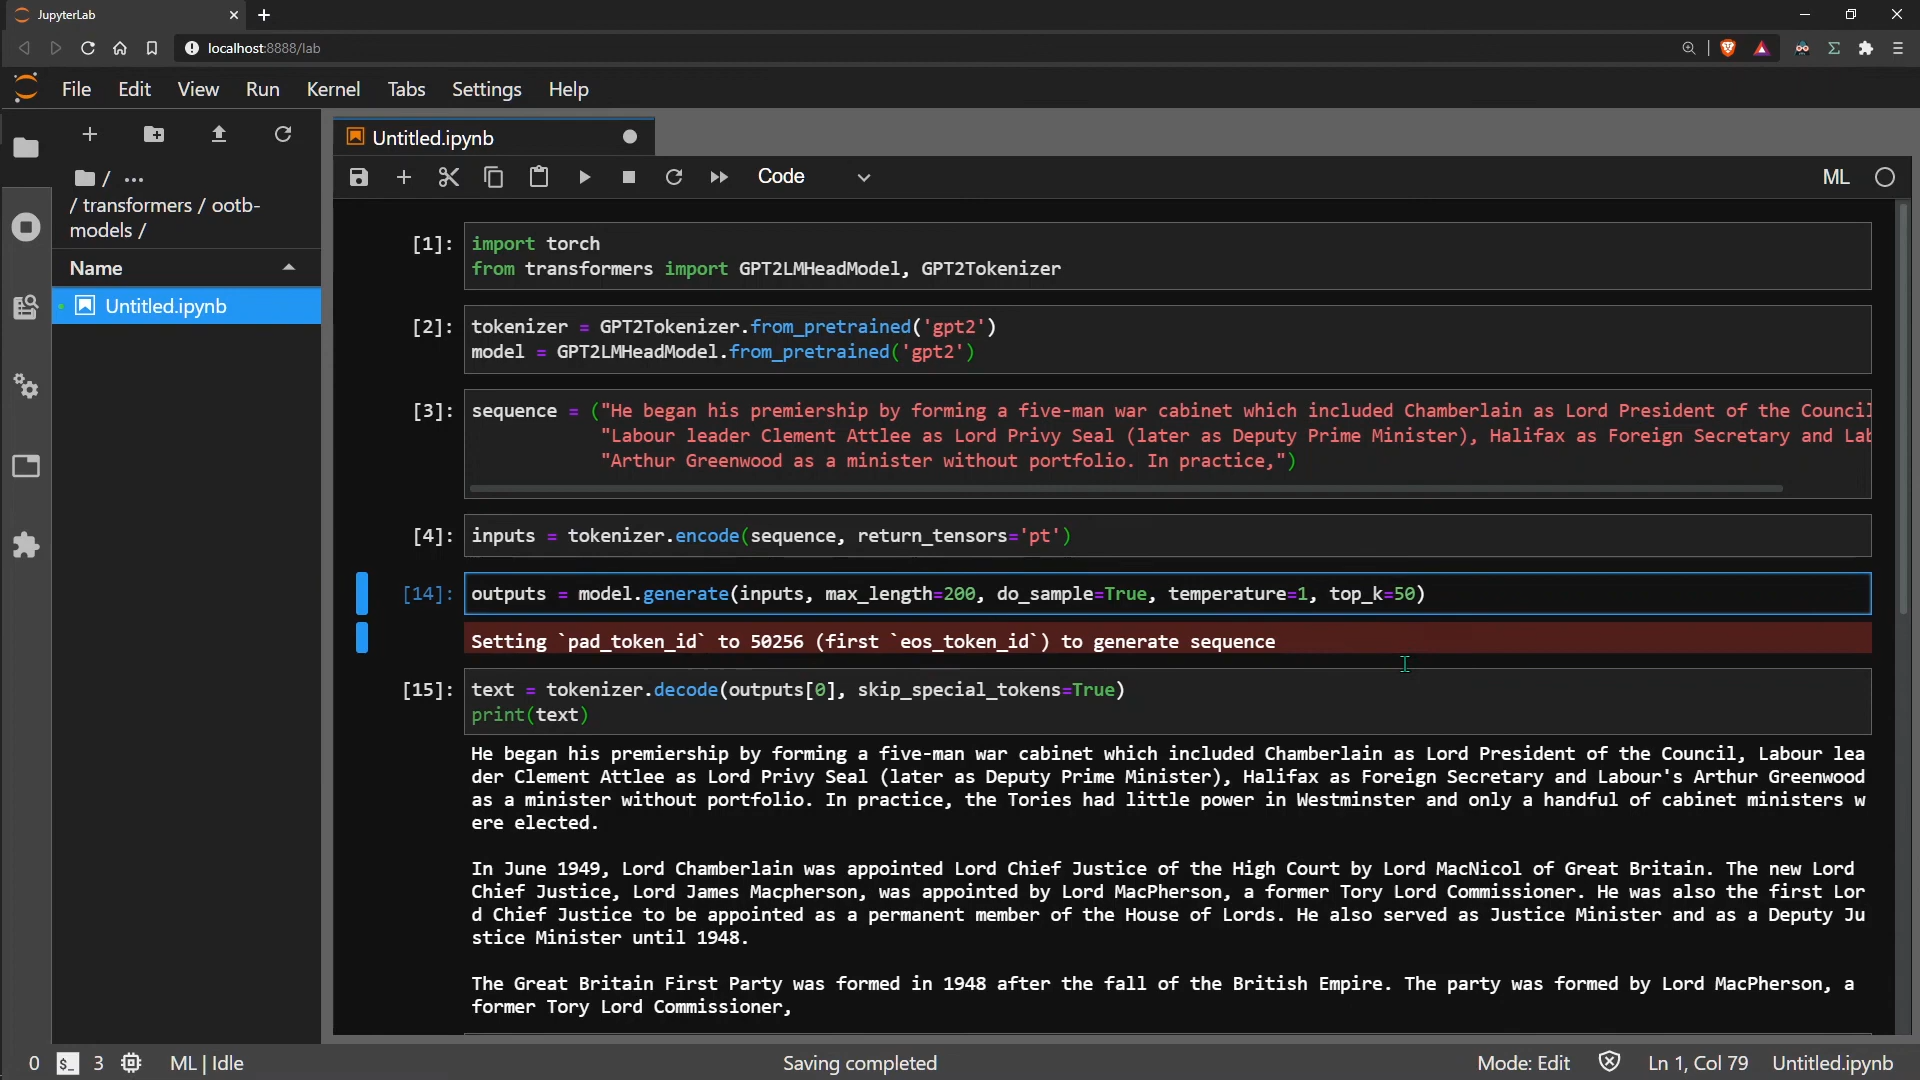 JupyterLab
localhost:8888/lab
File Edit View Run Kernel Tabs Settings Help
/ ...
/ transformers / ootb-
models /
Name
Untitled.ipynb
Untitled.ipynb
Code
ML
[1]: import torch
from transformers import GPT2LMHeadModel, GPT2Tokenizer
[2]: tokenizer = GPT2Tokenizer.from_pretrained('gpt2')
model = GPT2LMHeadModel.from_pretrained('gpt2')
[3]: sequence = ("He began his premiership by forming a five-man war cabinet which included Chamberlain as Lord President of the Council
"Labour leader Clement Attlee as Lord Privy Seal (later as Deputy Prime Minister), Halifax as Foreign Secretary and Lab
"Arthur Greenwood as a minister without portfolio. In practice,")
[4]: inputs = tokenizer.encode(sequence, return_tensors='pt')
[14]: outputs = model.generate(inputs, max_length=200, do_sample=True, temperature=1, top_k=50)
Setting `pad_token_id` to 50256 (first `eos_token_id`) to generate sequence
[15]: text = tokenizer.decode(outputs[0], skip_special_tokens=True)
print(text)
He began his premiership by forming a five-man war cabinet which included Chamberlain as Lord President of the Council, Labour lea
der Clement Attlee as Lord Privy Seal (later as Deputy Prime Minister), Halifax as Foreign Secretary and Labour's Arthur Greenwood
as a minister without portfolio. In practice, the Tories had little power in Westminster and only a handful of cabinet ministers w
ere elected.
In June 1949, Lord Chamberlain was appointed Lord Chief Justice of the High Court by Lord MacNicol of Great Britain. The new Lord
Chief Justice, Lord James Macpherson, was appointed by Lord MacPherson, a former Tory Lord Commissioner. He was also the first Lor
d Chief Justice to be appointed as a permanent member of the House of Lords. He also served as Justice Minister and as a Deputy Ju
stice Minister until 1948.
The Great Britain First Party was formed in 1948 after the fall of the British Empire. The party was formed by Lord MacPherson, a
former Tory Lord Commissioner,
0 $_ 3 ML | Idle Saving completed Mode: Edit Ln 1, Col 79 Untitled.ipynb